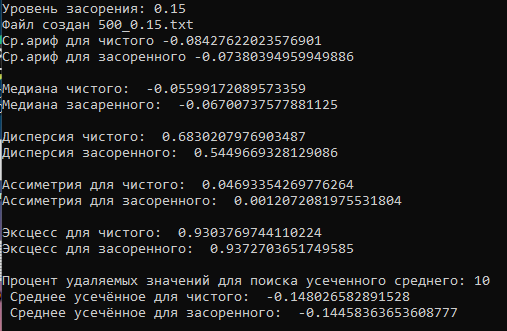 Уровень засорения: 0.15
Файл создан 500_0.15.txt
Ср.ариф для чистого -0.08427622023576901
Ср.ариф для засоренного -0.07380394959949886
Медиана чистого:  -0.05599172089573359
Медиана засаренного:  -0.06700737577881125
Дисперсия чистого:  0.6830207976903487
Дисперсия засоренного:  0.5449669328129086
Ассиметрия для чистого:  0.04693354269776264
Ассиметрия для засоренного:  0.0012072081975531804
Эксцесс для чистого:  0.9303769744110224
Эксцесс для засоренного:  0.9372703651749585
Процент удаляемых значений для поиска усеченного среднего: 10
Среднее усечённое для чистого:  -0.148026582891528
Среднее усечённое для засоренного:  -0.14458363653608777